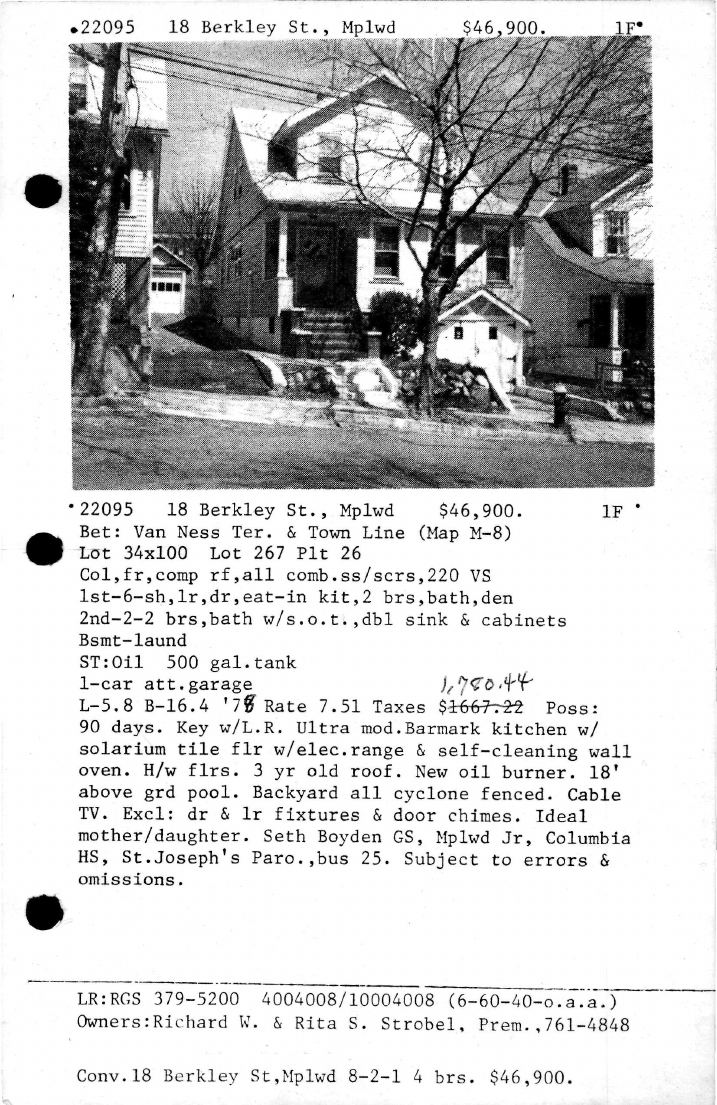 22095 18 Berkley St., Mplwd $46,900. 1F
22095 18 Berkley St., Mplwd $46,900. 1F
Bet: Van Ness Ter. & Town Line (Map M-8)
Lot 34x100 Lot 267 Plt 26
Col,fr,comp rf,all comb.ss/scrs,220 VS
1st-6-sh,lr,dr,eat-in kit,2 brs,bath,den
2nd-2-2 brs,bath w/s.o.t.,dbl sink & cabinets
Bsmt-laund
ST:Oil 500 gal.tank
1-car att.garage 1,780.44
L-5.8 B-16.4 '78 Rate 7.51 Taxes $1667.22 Poss:
90 days. Key w/L.R. Ultra mod.Barmark kitchen w/
solarium tile flr w/elec.range & self-cleaning wall
oven. H/w flrs. 3 yr old roof. New oil burner. 18'
above grd pool. Backyard all cyclone fenced. Cable
TV. Excl: dr & lr fixtures & door chimes. Ideal
mother/daughter. Seth Boyden GS, Mplwd Jr, Columbia
HS, St.Joseph's Paro.,bus 25. Subject to errors &
omissions.
LR:RGS 379-5200 4004008/10004008 (6-60-40-o.a.a.)
Owners:Richard W. & Rita S. Strobel, Prem.,761-4848
Conv.18 Berkley St,Mplwd 8-2-1 4 brs. $46,900.